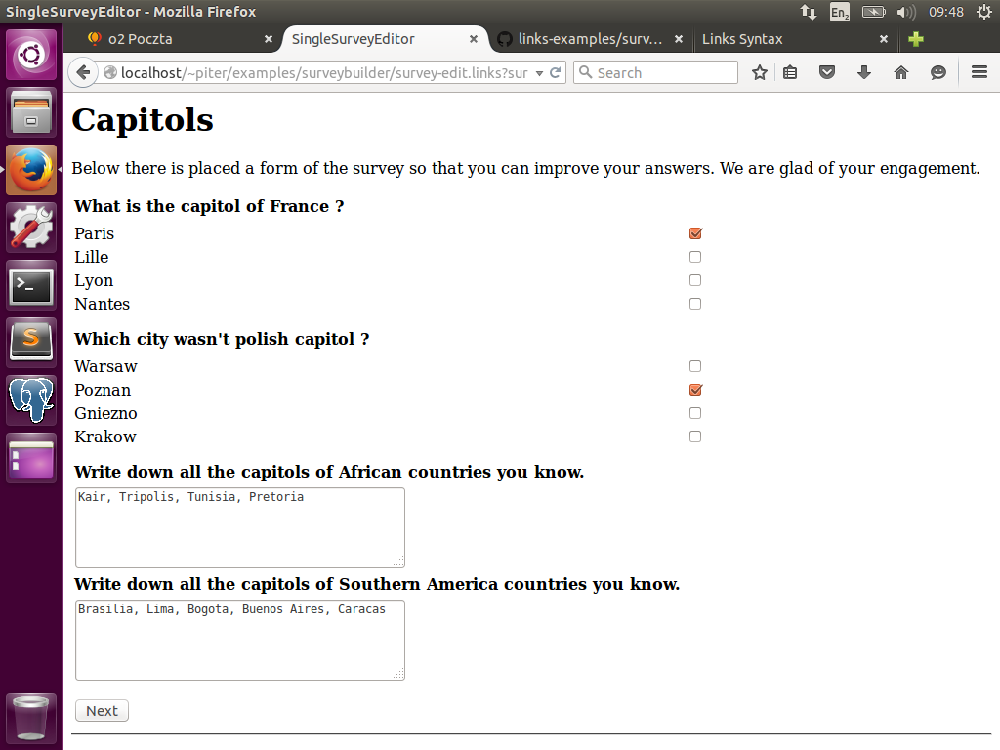 SingleSurveyEditor - Mozilla Firefox
En2
09:48
o2 Poczta
SingleSurveyEditor
links-examples/surv...
Links Syntax
localhost/~piter/examples/surveybuilder/survey-edit.links?sur
Search
Capitols
Below there is placed a form of the survey so that you can improve your answers. We are glad of your engagement.
What is the capitol of France ?
Paris
Lille
Lyon
Nantes
Which city wasn't polish capitol ?
Warsaw
Poznan
Gniezno
Krakow
Write down all the capitols of African countries you know.
Kair, Tripolis, Tunisia, Pretoria
Write down all the capitols of Southern America countries you know.
Brasilia, Lima, Bogota, Buenos Aires, Caracas
Next